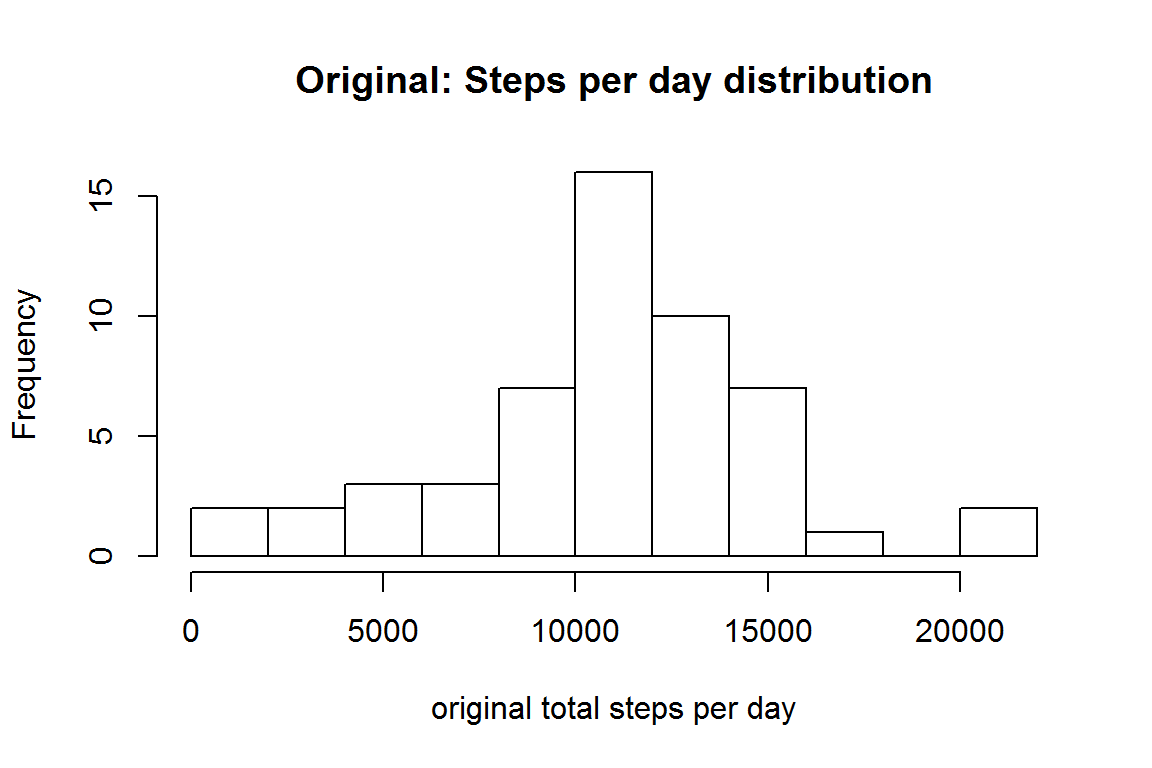 Original: Steps per day distribution
Frequency
15
10
5
0
0 5000 10000 15000 20000
original total steps per day